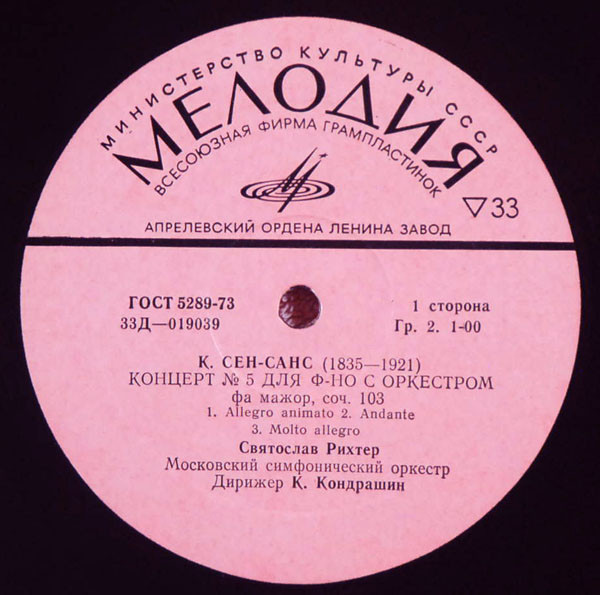 МИНИСТЕРСТВО КУЛЬТУРЫ СССР
МЕЛОДИЯ
ВСЕСОЮЗНАЯ ФИРМА ГРАМПЛАСТИНОК
▽33
АПРЕЛЕВСКИЙ ОРДЕНА ЛЕНИНА ЗАВОД
ГОСТ 5289-73
33Д—019039
1 сторона
Гр. 2. 1-00
К. СЕН-САНС (1835—1921)
КОНЦЕРТ № 5 ДЛЯ Ф-НО С ОРКЕСТРОМ
фа мажор, соч. 103
1. Allegro animato 2. Andante
3. Molto allegro
Святослав Рихтер
Московский симфонический оркестр
Дирижер К. Кондрашин